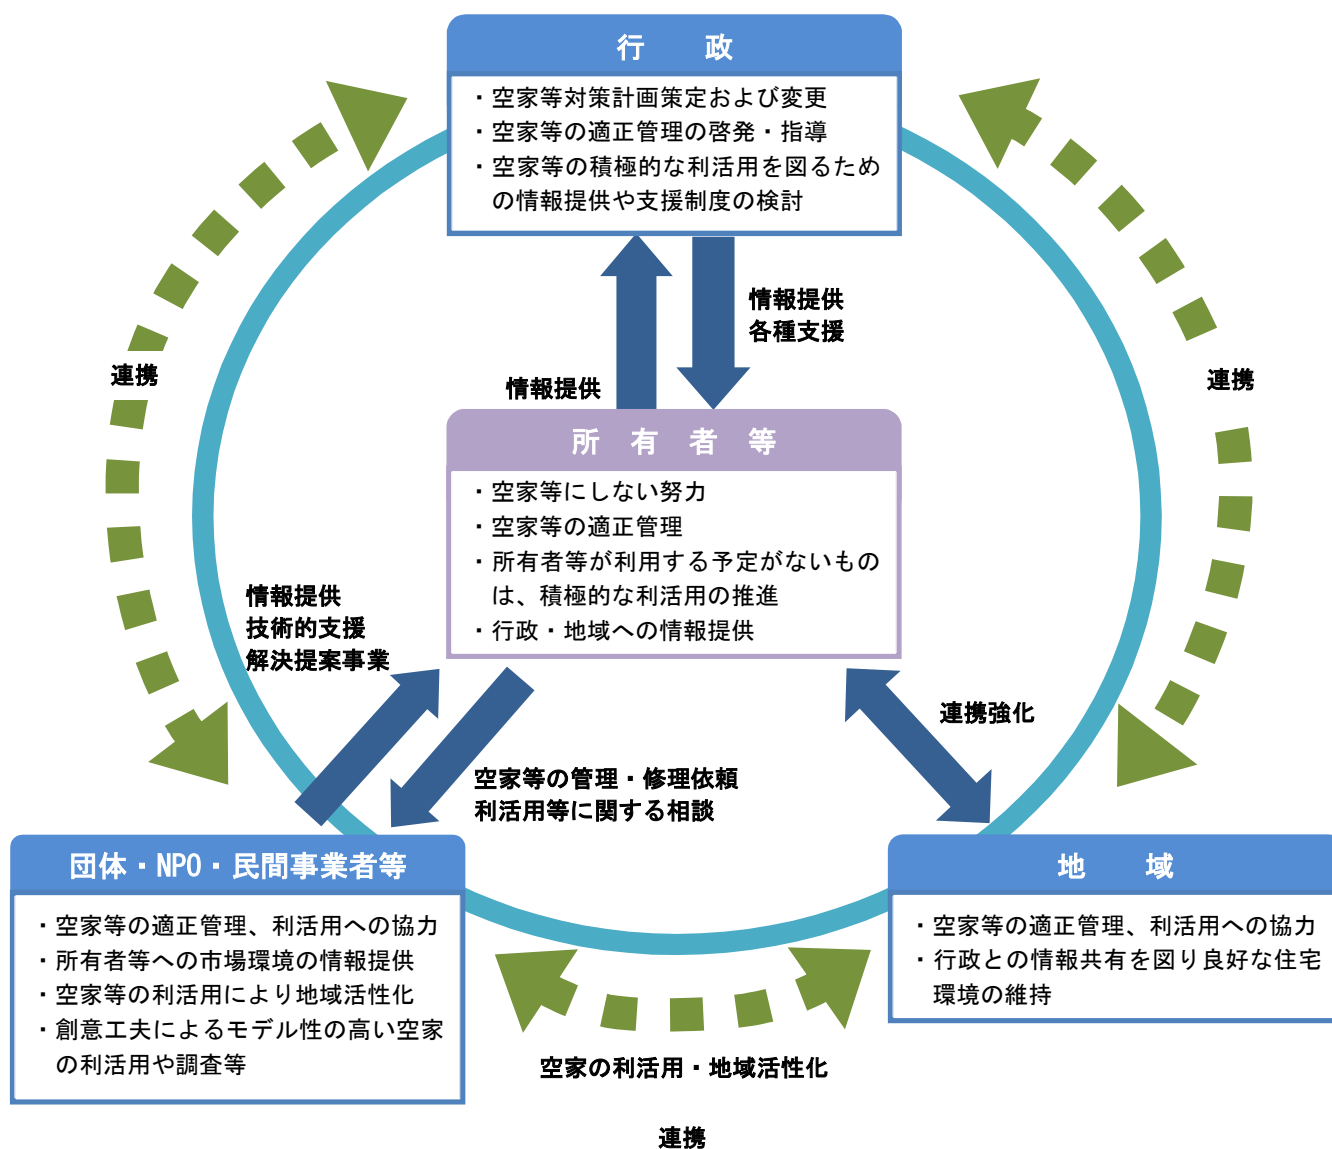 行　政
・空家等対策計画策定および変更
・空家等の適正管理の啓発・指導
・空家等の積極的な利活用を図るため
の情報提供や支援制度の検討
情報提供
各種支援
情報提供
連携
連携
所有者等
・空家等にしない努力
・空家等の適正管理
・所有者等が利用する予定がないもの
は、積極的な利活用の推進
・行政・地域への情報提供
情報提供
技術的支援
解決提案事業
連携強化
空家等の管理・修理依頼
利活用等に関する相談
団体・NPO・民間事業者等
・空家等の適正管理、利活用への協力
・所有者等への市場環境の情報提供
・空家等の利活用により地域活性化
・創意工夫によるモデル性の高い空家
の利活用や調査等
地　域
・空家等の適正管理、利活用への協力
・行政との情報共有を図り良好な住宅
環境の維持
空家の利活用・地域活性化
連携